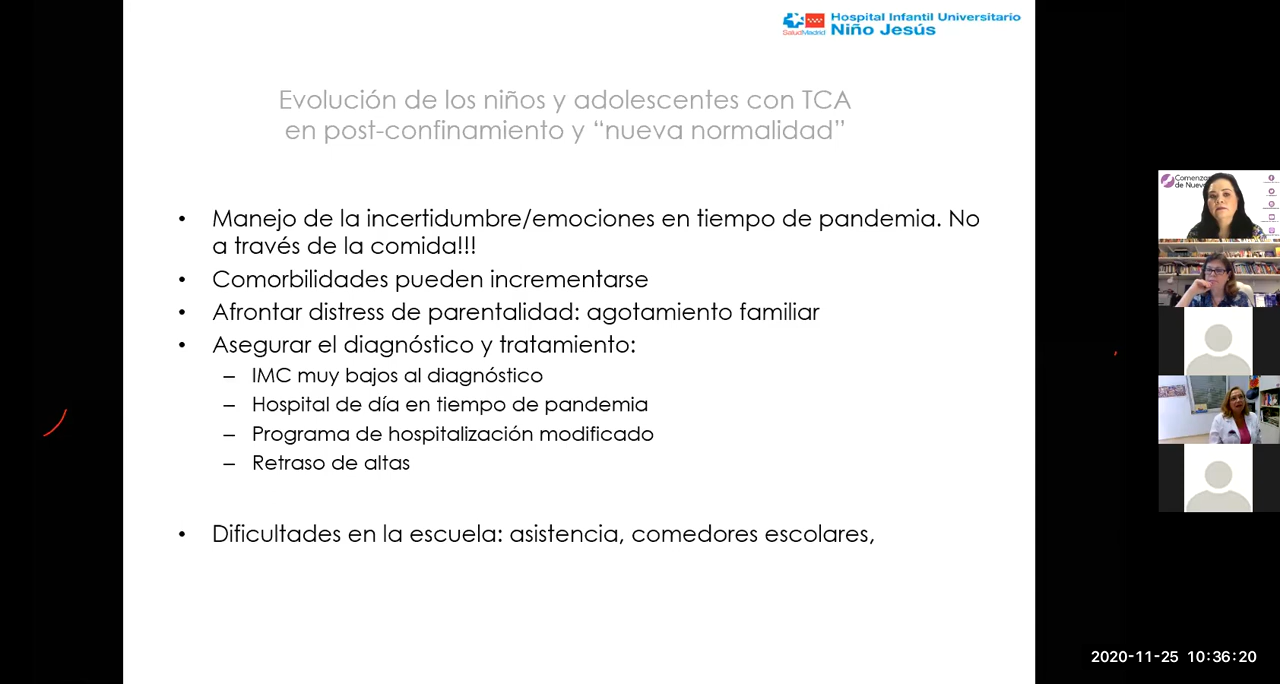 Hospital Infantil Universitario
Niño Jesús
SaludMadrid
Evolución de los niños y adolescentes con TCA
en post-confinamiento y “nueva normalidad”
• Manejo de la incertidumbre/emociones en tiempo de pandemia. No
a través de la comida!!!
• Comorbilidades pueden incrementarse
• Afrontar distress de parentalidad: agotamiento familiar
• Asegurar el diagnóstico y tratamiento:
– IMC muy bajos al diagnóstico
– Hospital de día en tiempo de pandemia
– Programa de hospitalización modificado
– Retraso de altas
• Dificultades en la escuela: asistencia, comedores escolares,
de Nuevo
2020-11-25 10:36:20